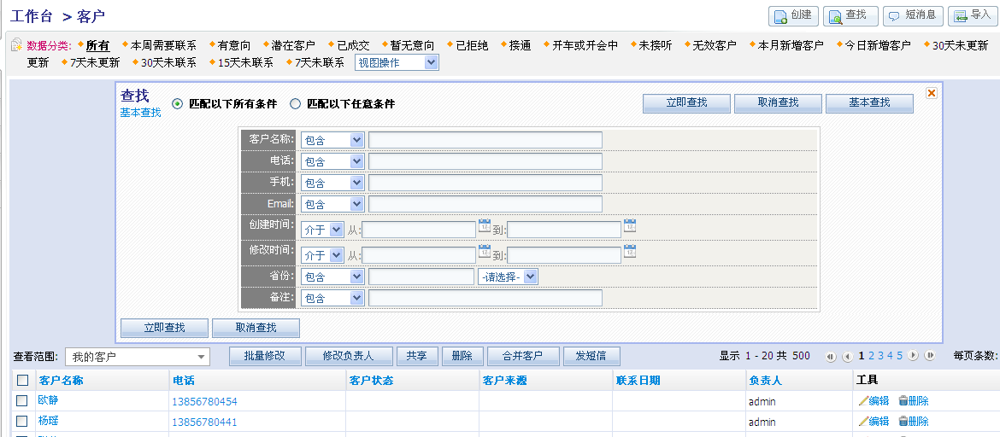 工作台 > 客户 创建 查找 短消息 导入
数据分类: 所有 本周需要联系 有意向 潜在客户 已成交 暂无意向 已拒绝 接通 开车或开会中 未接听 无效客户 本月新增客户 今日新增客户 30天未更新
更新 7天未更新 30天未联系 15天未联系 7天未联系 视图操作
查找
基本查找 匹配以下所有条件 匹配以下任意条件 立即查找 取消查找 基本查找
客户名称: 包含
电话: 包含
手机: 包含
Email: 包含
创建时间: 介于 从: 到:
修改时间: 介于 从: 到:
省份: 包含 -请选择-
备注: 包含
立即查找 取消查找
查看范围: 我的客户 批量修改 修改负责人 共享 删除 合并客户 发短信 显示 1 - 20 共 500 1 2 3 4 5 每页条数:
客户名称 电话 客户状态 客户来源 联系日期 负责人 工具
欧静 13856780454 admin 编辑 删除
杨瑶 13856780441 admin 编辑 删除